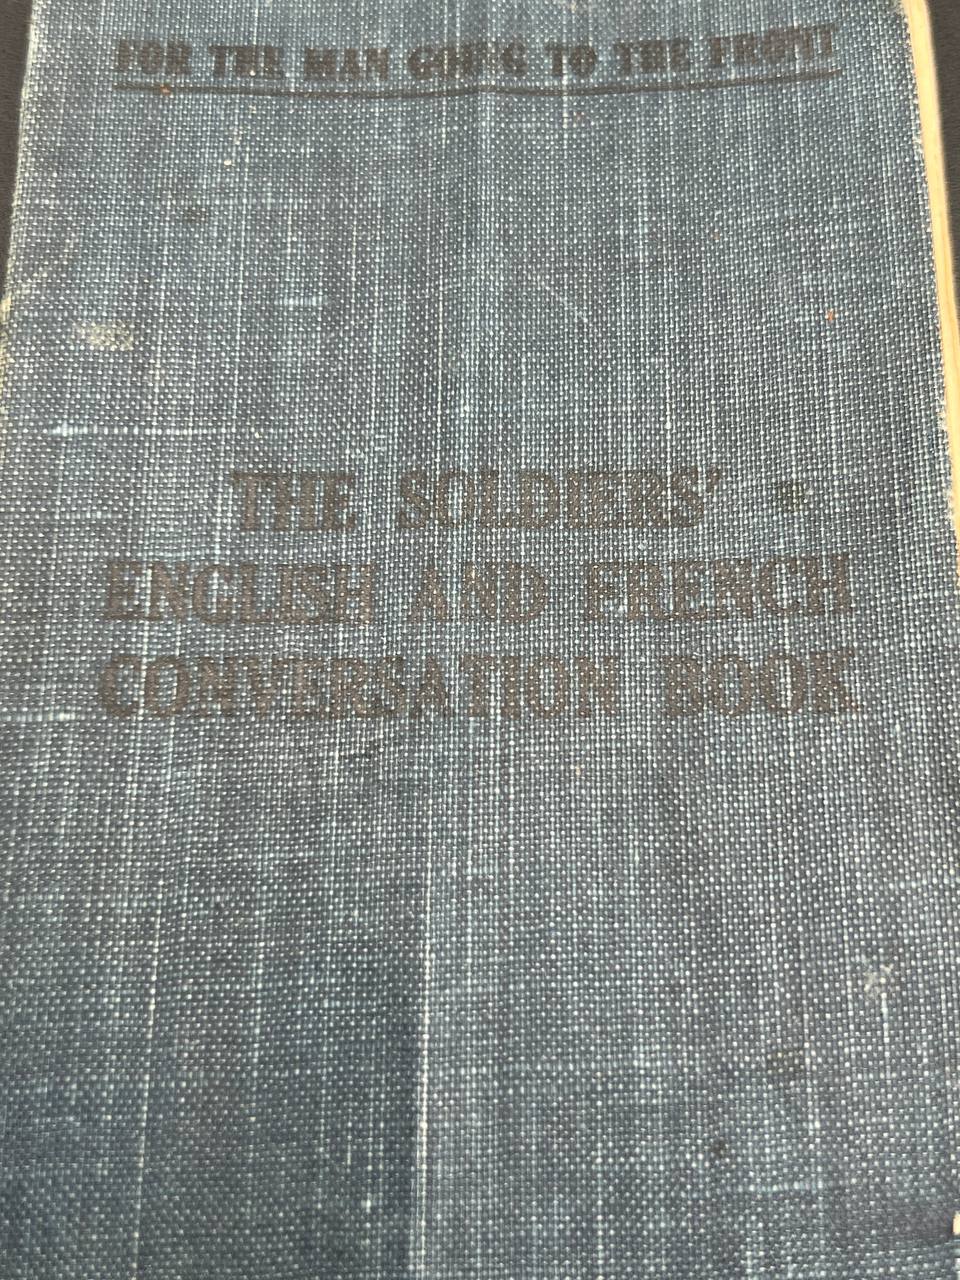 FOR THE MAN GOING TO THE FRONT
THE SOLDIERS'
ENGLISH AND FRENCH
CONVERSATION BOOK